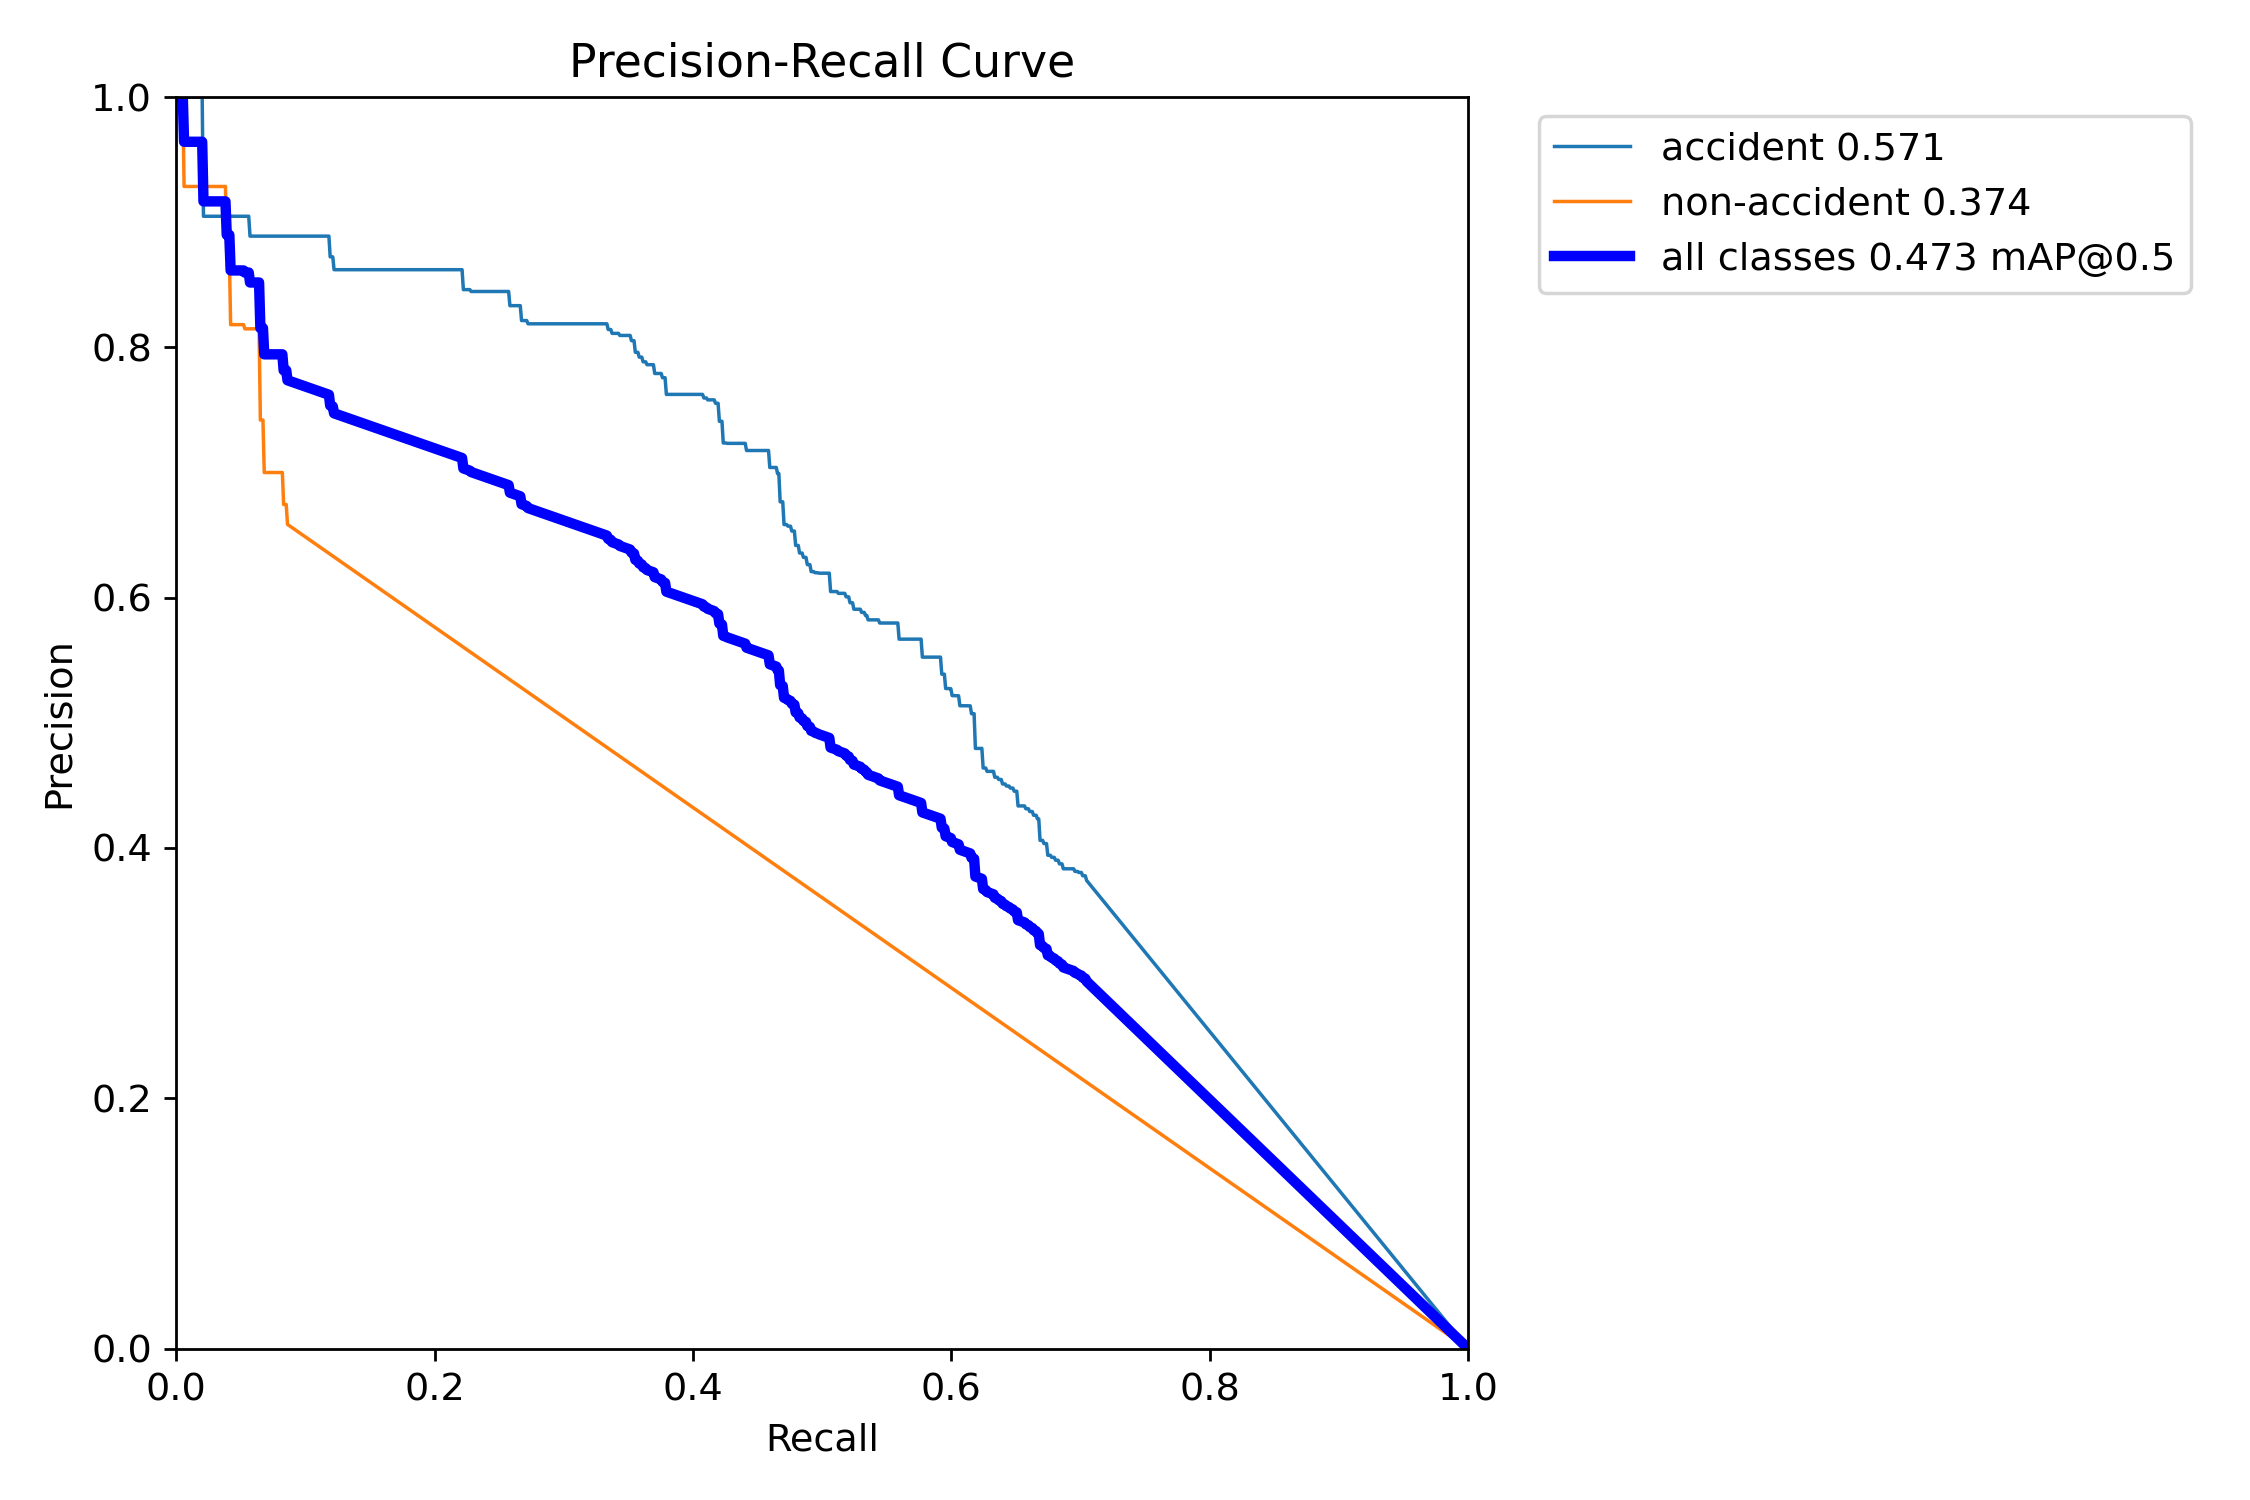 Precision-Recall Curve
accident 0.571
non-accident 0.374
all classes 0.473 mAP@0.5
Precision
1.0
0.8
0.6
0.4
0.2
0.0
0.0 0.2 0.4 0.6 0.8 1.0
Recall